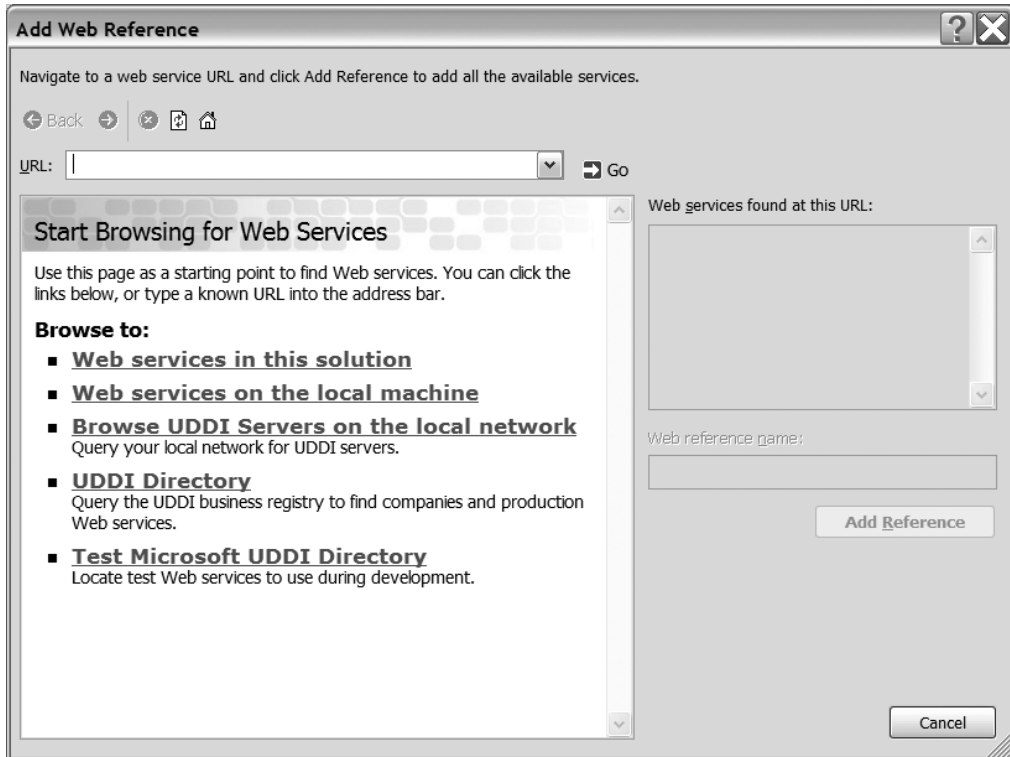 Add Web Reference
Navigate to a web service URL and click Add Reference to add all the available services.
Back
URL:
Go
Start Browsing for Web Services
Use this page as a starting point to find Web services. You can click the
links below, or type a known URL into the address bar.
Browse to:
Web services in this solution
Web services on the local machine
Browse UDDI Servers on the local network
Query your local network for UDDI servers.
UDDI Directory
Query the UDDI business registry to find companies and production
Web services.
Test Microsoft UDDI Directory
Locate test Web services to use during development.
Web services found at this URL:
Web reference name:
Add Reference
Cancel